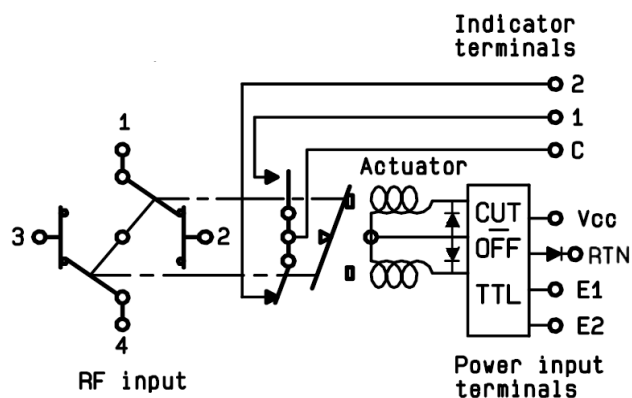 Indicator
terminals
2
1
C
1
Actuator
CUT
OFF
TTL
Vcc
RTN
E1
E2
3
2
4
RF input
Power input
terminals